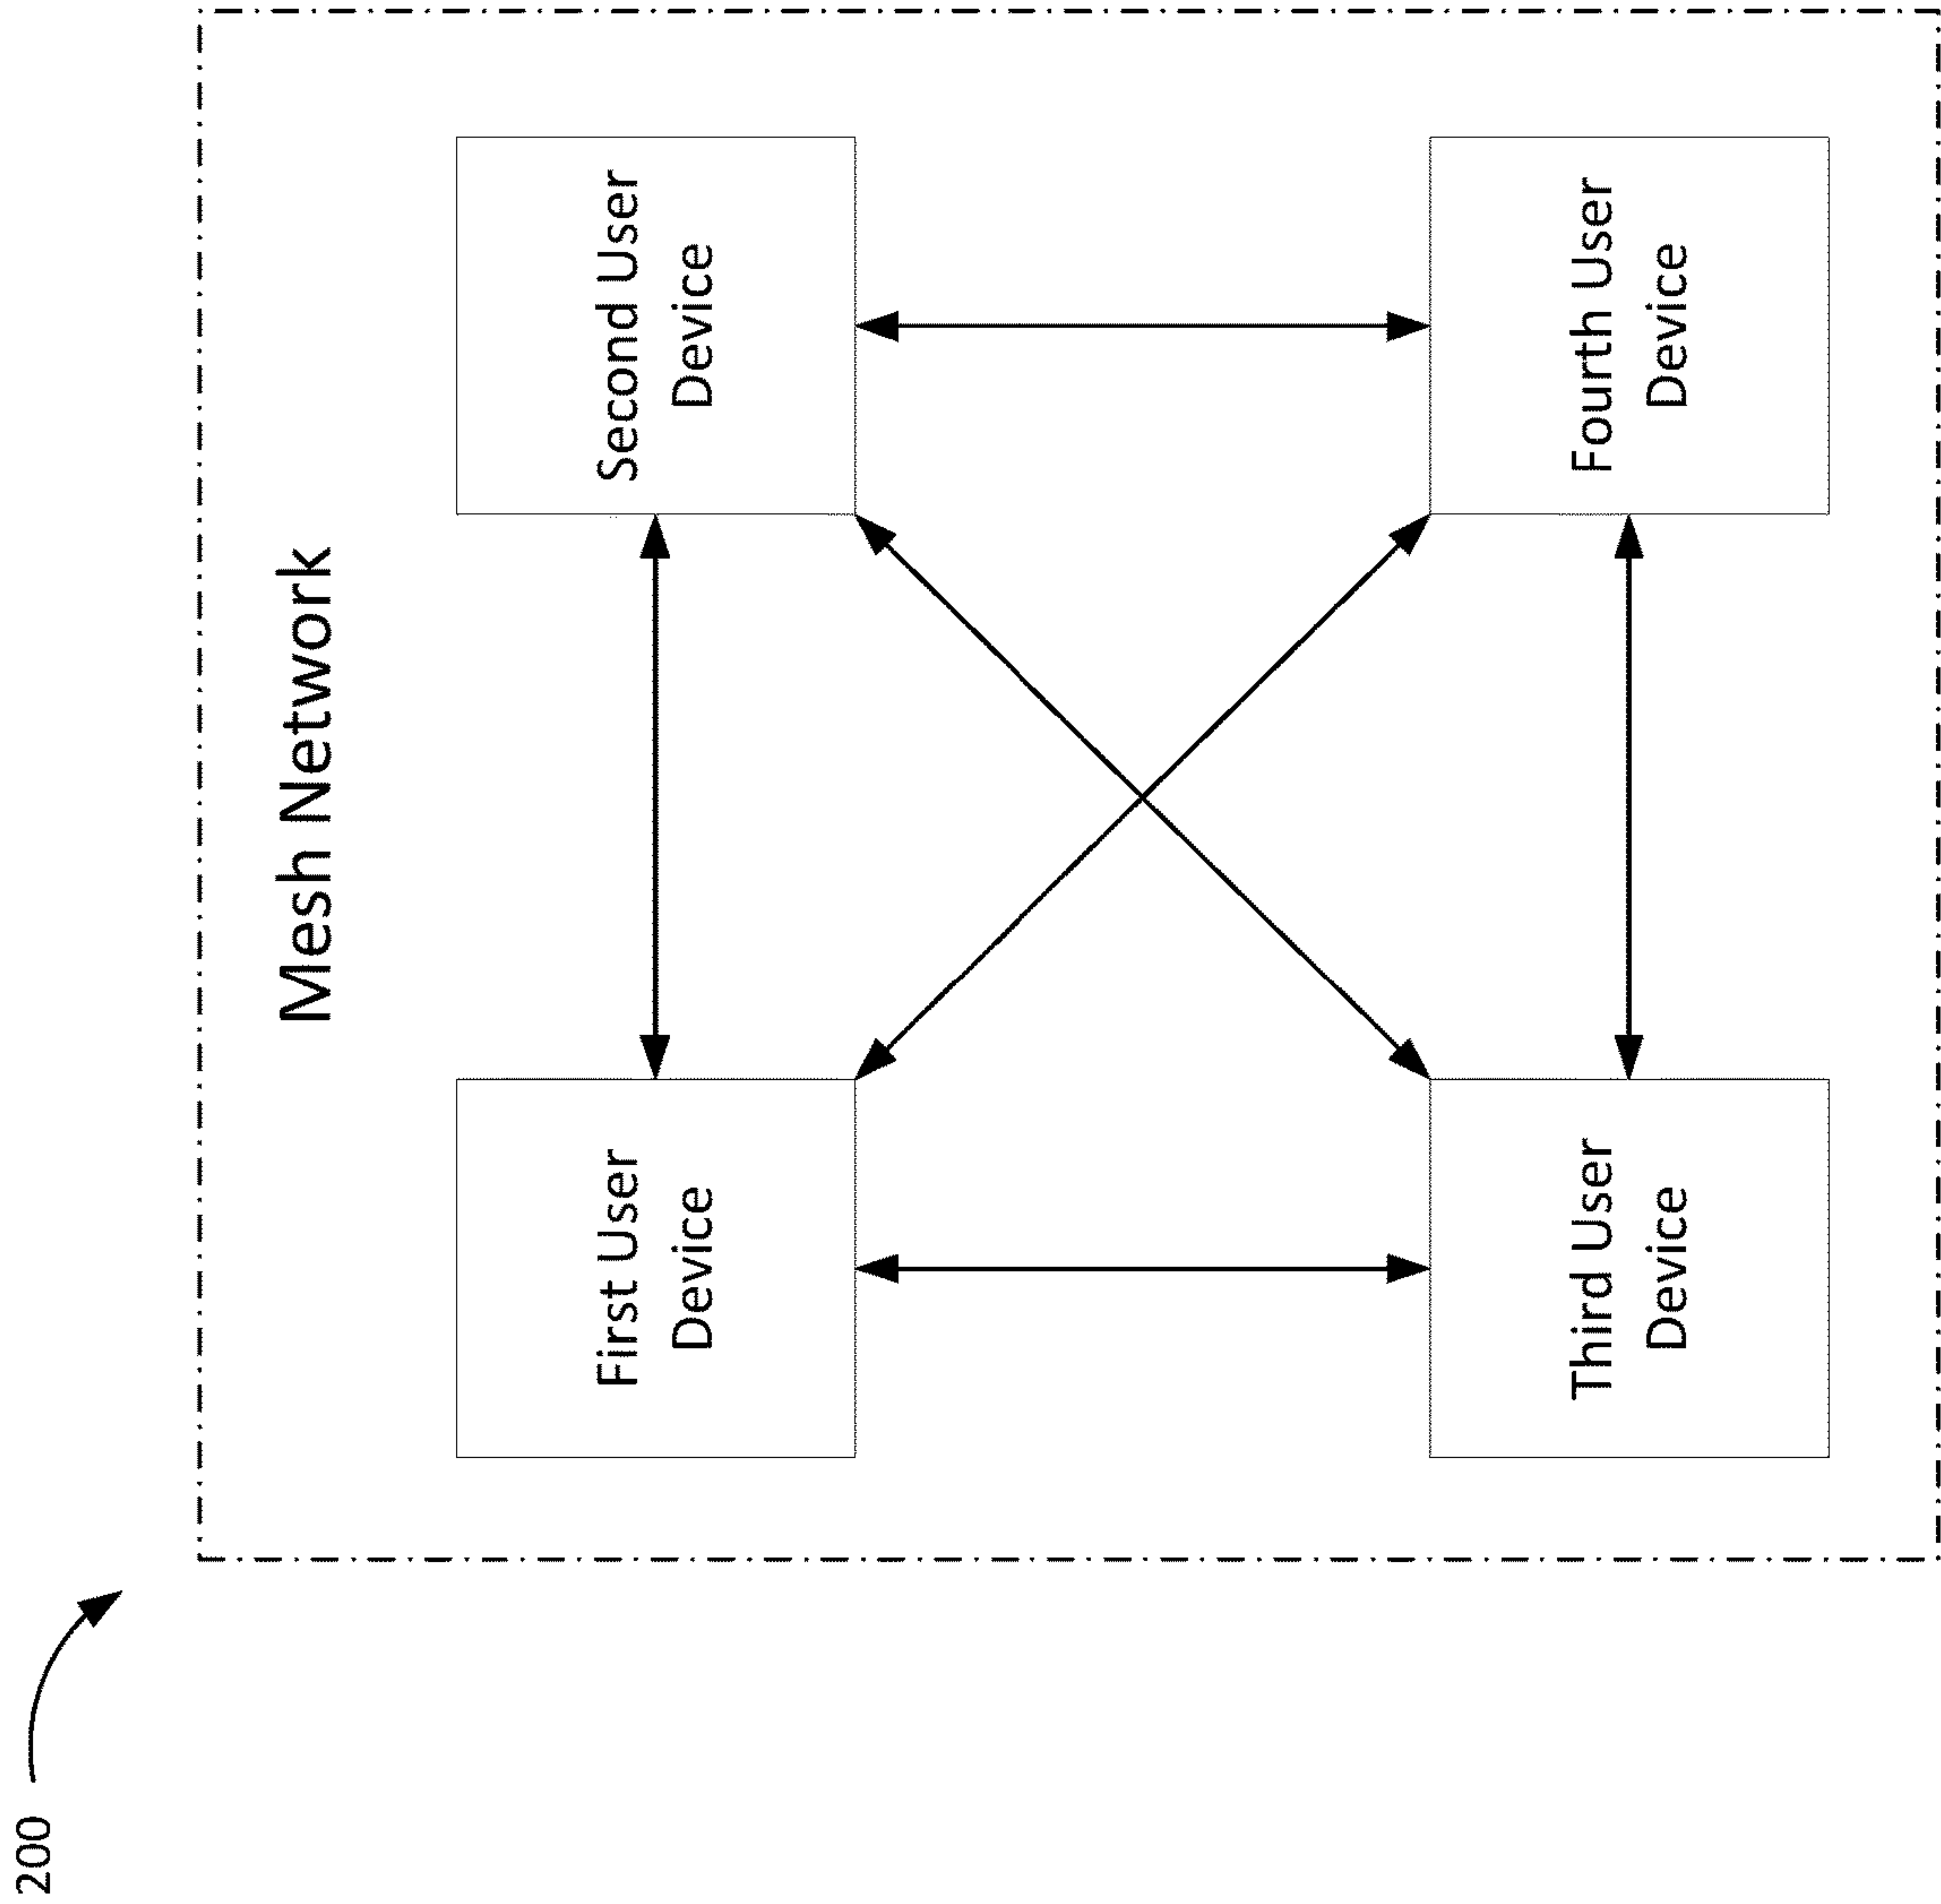 200
Mesh Network
First User
Device
Second User
Device
Third User
Device
Fourth User
Device